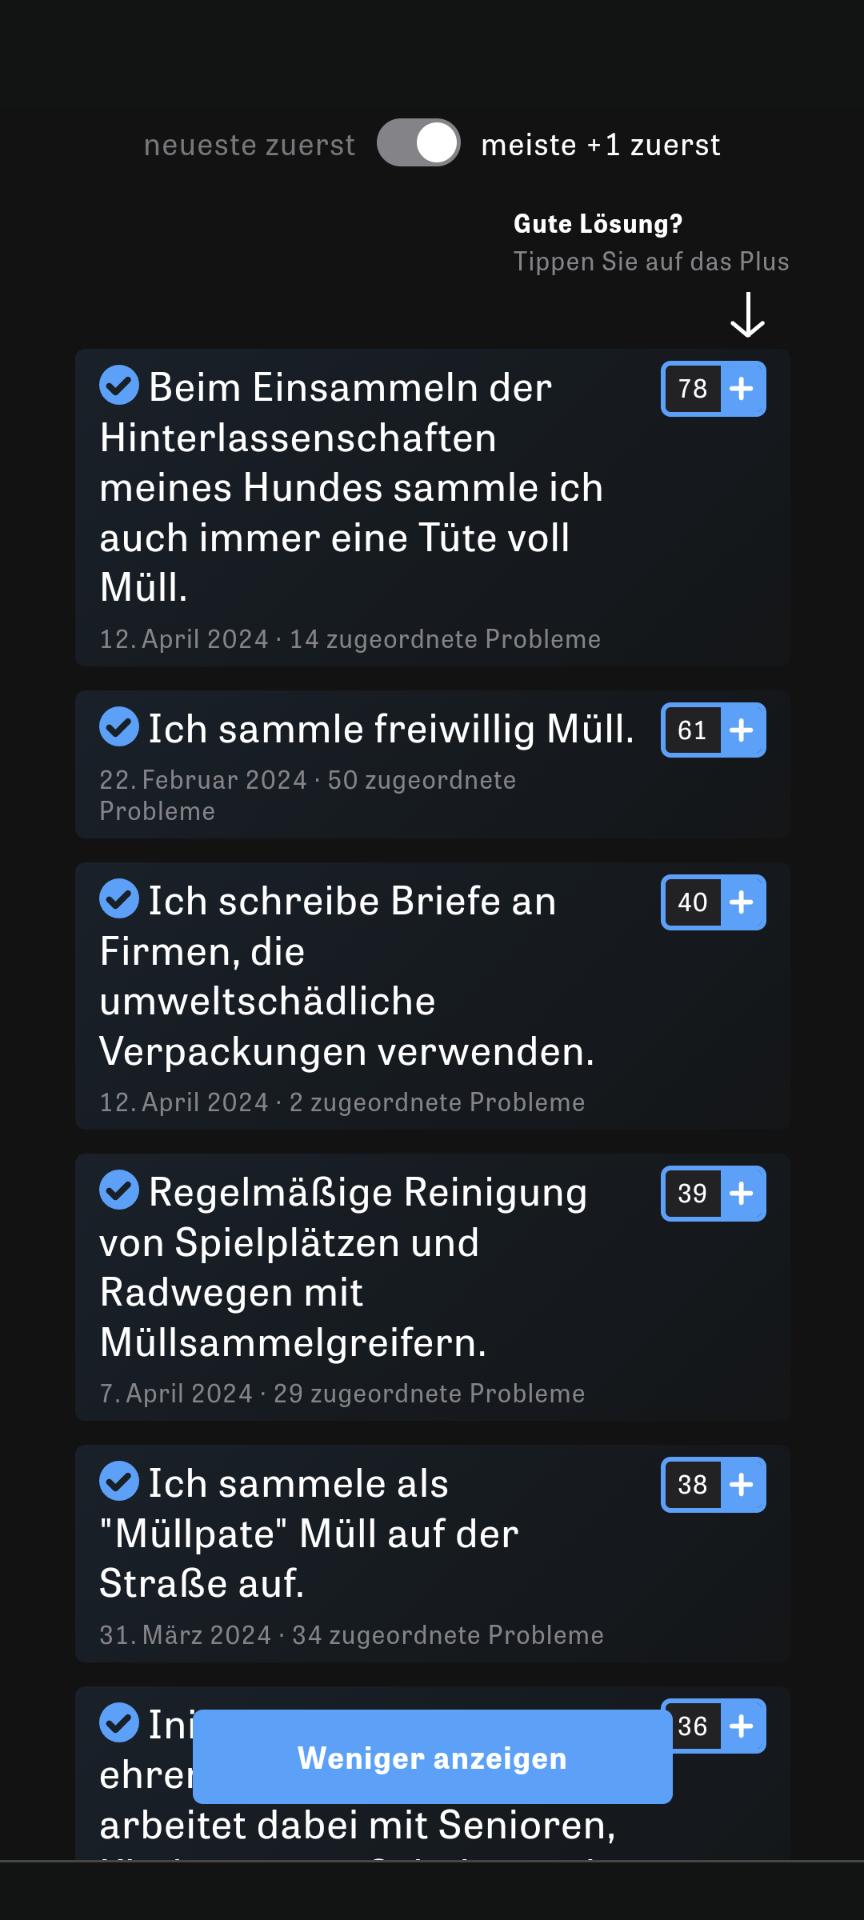 neueste zuerst meiste +1 zuerst
Gute Lösung?
Tippen Sie auf das Plus
Beim Einsammeln der 78 +
Hinterlassenschaften
meines Hundes sammle ich
auch immer eine Tüte voll
Müll.
12. April 2024 · 14 zugeordnete Probleme
Ich sammle freiwillig Müll. 61 +
22. Februar 2024 · 50 zugeordnete
Probleme
Ich schreibe Briefe an 40 +
Firmen, die
umweltschädliche
Verpackungen verwenden.
12. April 2024 · 2 zugeordnete Probleme
Regelmäßige Reinigung 39 +
von Spielplätzen und
Radwegen mit
Müllsammelgreifern.
7. April 2024 · 29 zugeordnete Probleme
Ich sammele als 38 +
"Müllpate" Müll auf der
Straße auf.
31. März 2024 · 34 zugeordnete Probleme
36 +
Weniger anzeigen
arbeitet dabei mit Senioren,